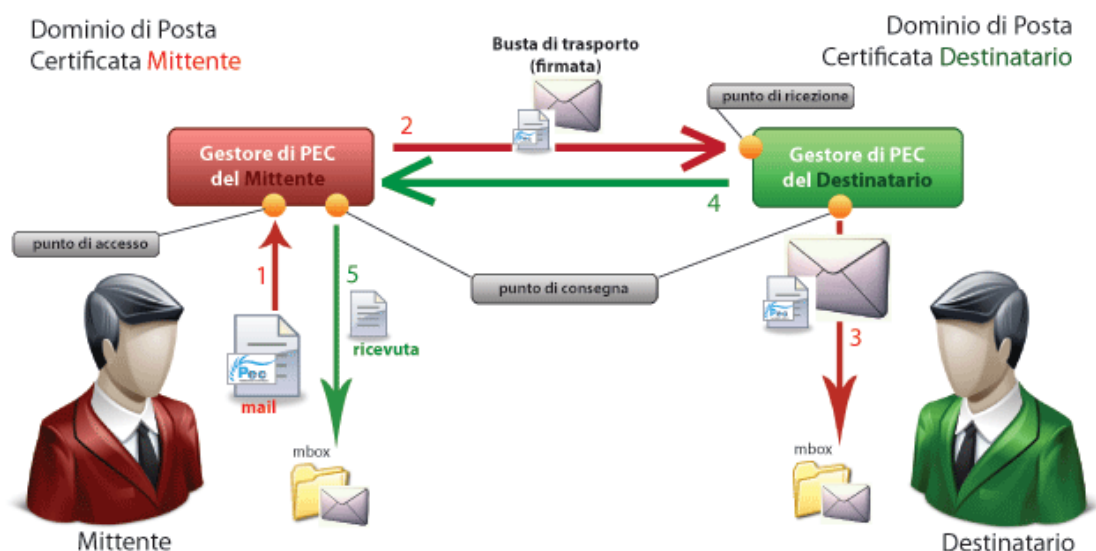 Dominio di Posta
Certificata Mittente
Dominio di Posta
Certificata Destinatario
Busta di trasporto
(firmata)
Pec
punto di ricezione
2
Gestore di PEC
del Mittente
Gestore di PEC
del Destinatario
4
punto di accesso
1
5
punto di consegna
Pec
3
ricevuta
Pec
mail
mbox
mbox
Mittente
Destinatario